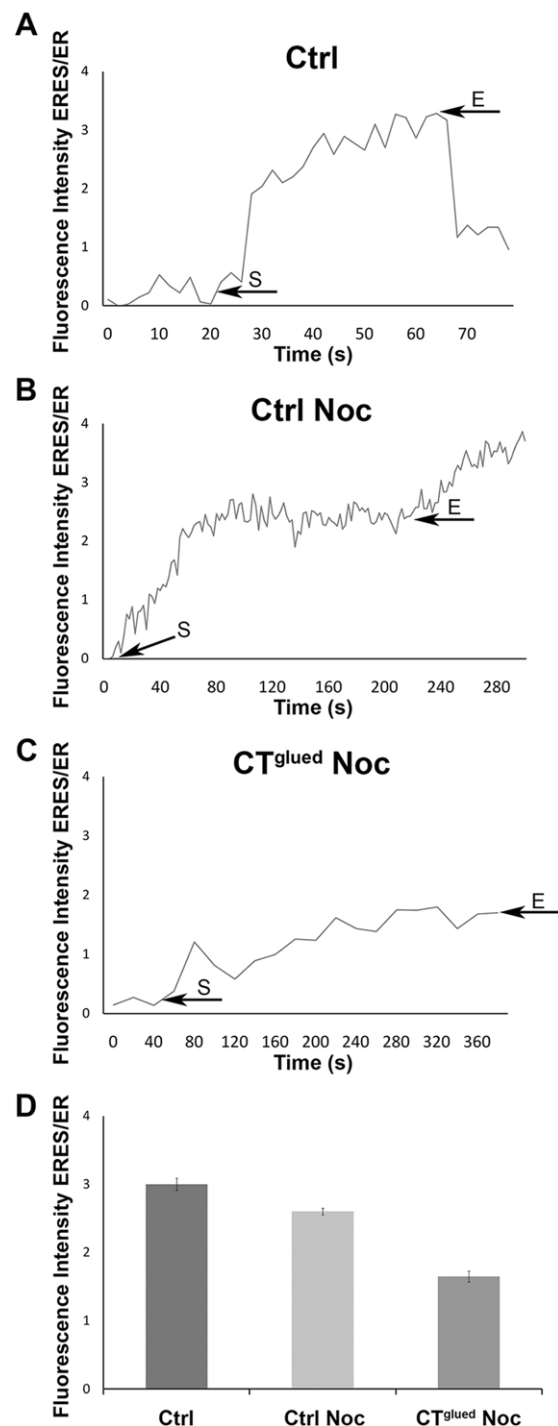 A
Ctrl
Fluorescence Intensity ERES/ER
4
3
2
1
0
E
S
0 10 20 30 40 50 60 70
Time (s)
B
Ctrl Noc
Fluorescence Intensity ERES/ER
4
3
2
1
0
E
S
0 40 80 120 160 200 240 280
Time (s)
C
CTglued Noc
Fluorescence Intensity ERES/ER
4
3
2
1
0
E
S
0 40 80 120 160 200 240 280 320 360
Time (s)
D
Fluorescence Intensity ERES/ER
4
3
2
1
0
Ctrl Ctrl Noc CTglued Noc